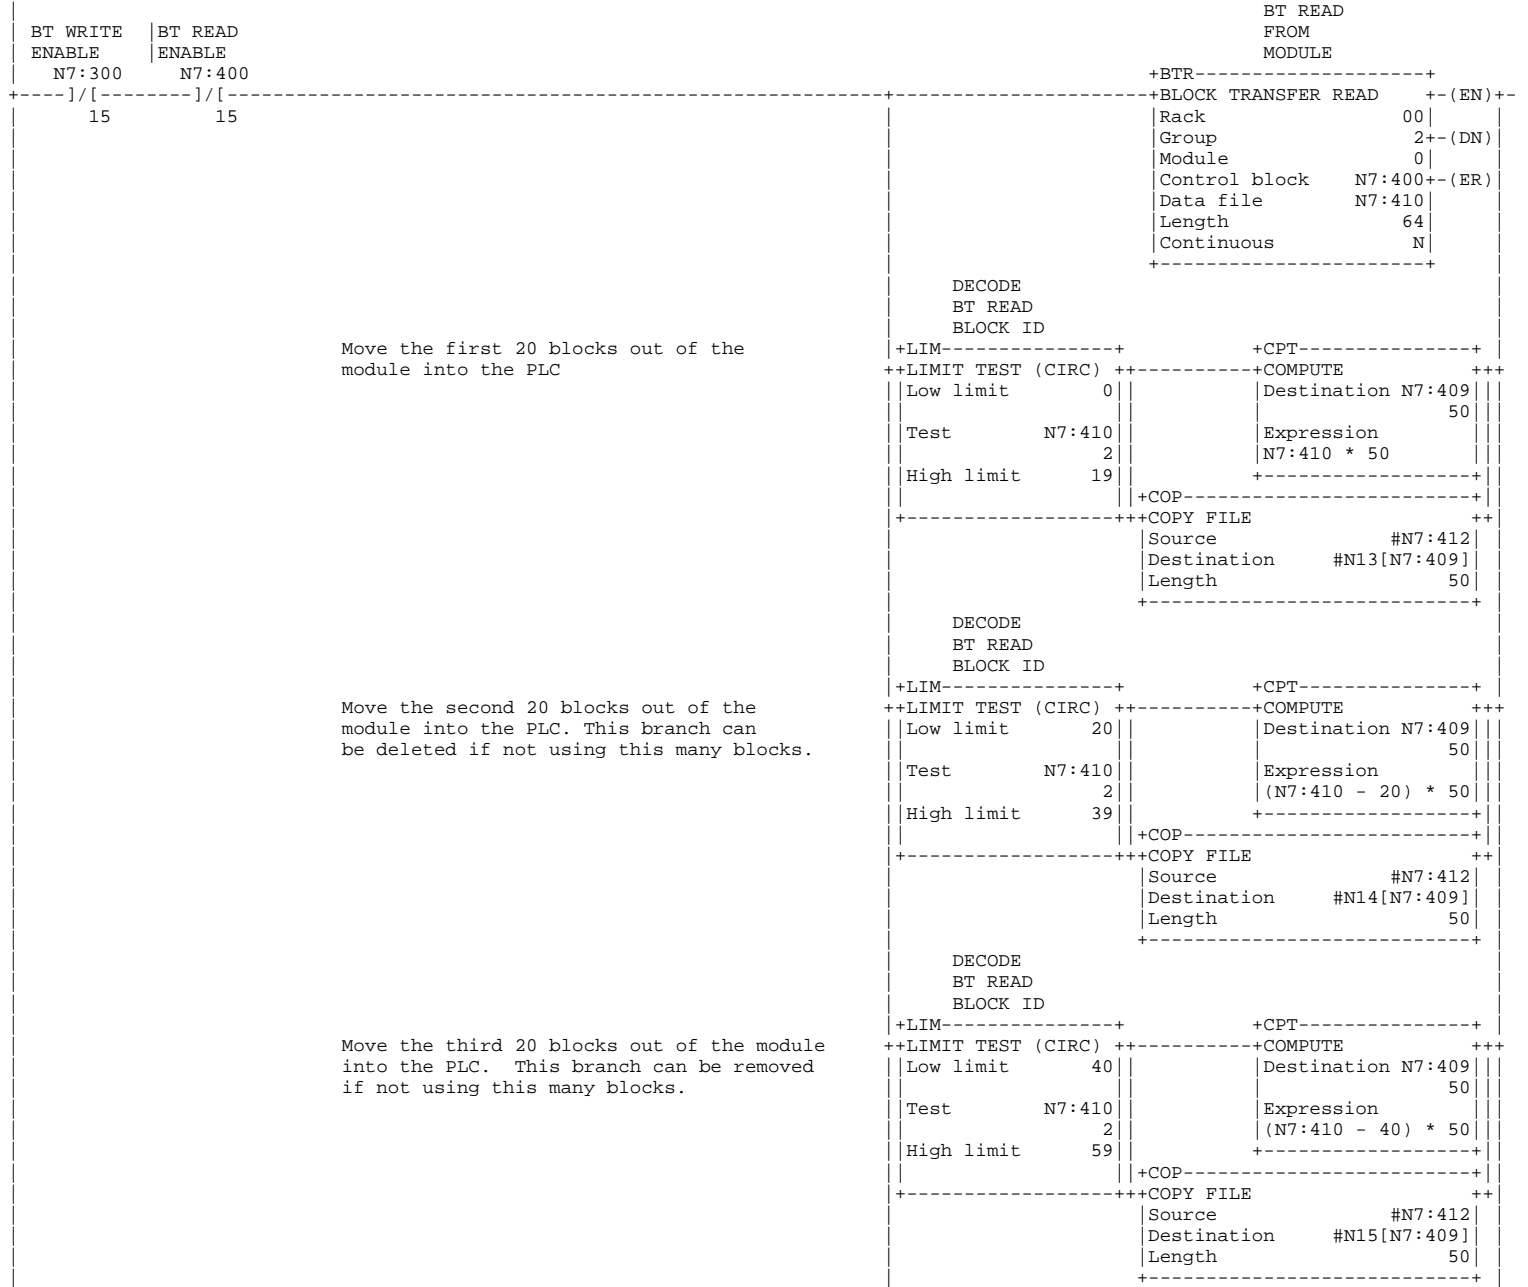 BT READ
  BT WRITE   |BT READ                                                                                        FROM
  ENABLE     |ENABLE                                                                                         MODULE
    N7:300     N7:400                                                                              +BTR--------------------+
+----]/[--------]/[---------------------------------------------------------+----------------------+BLOCK TRANSFER READ    +-(EN)+-
       15         15                                                        |                      |Rack                 00|     |
                                                                            |                      |Group                 2+-(DN)|
                                                                            |                      |Module                0|     |
                                                                            |                      |Control block    N7:400+-(ER)|
                                                                            |                      |Data file        N7:410|     |
                                                                            |                      |Length               64|     |
                                                                            |                      |Continuous            N|     |
                                                                            |                      +-----------------------+     |
DECODE
BT READ
BLOCK ID
Move the first 20 blocks out of the |+LIM---------------+ +CPT---------------+ |
module into the PLC ++LIMIT TEST (CIRC) ++----------+COMPUTE +++
||Low limit 0|| |Destination N7:409|||
|| || | 50|||
||Test N7:410|| |Expression |||
|| 2|| |N7:410 * 50 |||
||High limit 19|| +------------------+||
|| ||+COP-------------------------+||
|+------------------+++COPY FILE ++|
|Source #N7:412| |
|Destination #N13[N7:409]| |
|Length 50| |
+----------------------------+ |
DECODE
BT READ
BLOCK ID
|+LIM---------------+ +CPT---------------+ |
Move the second 20 blocks out of the ++LIMIT TEST (CIRC) ++----------+COMPUTE +++
module into the PLC. This branch can ||Low limit 20|| |Destination N7:409|||
be deleted if not using this many blocks. || || | 50|||
||Test N7:410|| |Expression |||
|| 2|| |(N7:410 - 20) * 50|||
||High limit 39|| +------------------+||
|| ||+COP-------------------------+||
|+------------------+++COPY FILE ++|
|Source #N7:412| |
|Destination #N14[N7:409]| |
|Length 50| |
+----------------------------+ |
DECODE
BT READ
BLOCK ID
|+LIM---------------+ +CPT---------------+ |
Move the third 20 blocks out of the module ++LIMIT TEST (CIRC) ++----------+COMPUTE +++
into the PLC.  This branch can be removed ||Low limit 40|| |Destination N7:409|||
if not using this many blocks. || || | 50|||
||Test N7:410|| |Expression |||
|| 2|| |(N7:410 - 40) * 50|||
||High limit 59|| +------------------+||
|| ||+COP-------------------------+||
|+------------------+++COPY FILE ++|
|Source #N7:412| |
|Destination #N15[N7:409]| |
|Length 50| |
+----------------------------+ |